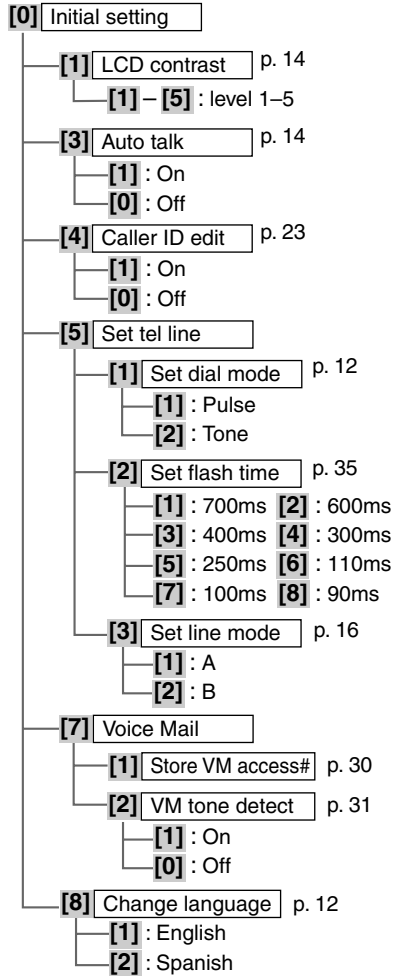 [0] Initial setting
[1] LCD contrast p. 14
[1] – [5] : level 1–5
[3] Auto talk p. 14
[1] : On
[0] : Off
[4] Caller ID edit p. 23
[1] : On
[0] : Off
[5] Set tel line
[1] Set dial mode p. 12
[1] : Pulse
[2] : Tone
[2] Set flash time p. 35
[1] : 700ms [2] : 600ms
[3] : 400ms [4] : 300ms
[5] : 250ms [6] : 110ms
[7] : 100ms [8] : 90ms
[3] Set line mode p. 16
[1] : A
[2] : B
[7] Voice Mail
[1] Store VM access# p. 30
[2] VM tone detect p. 31
[1] : On
[0] : Off
[8] Change language p. 12
[1] : English
[2] : Spanish